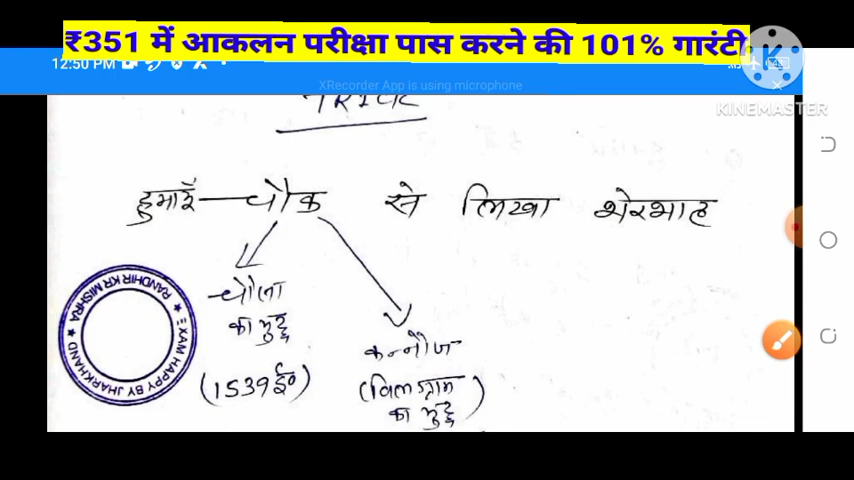 ₹351 में आकलन परीक्षा पास करने की 101% गारंटी
12:50 PM
XRecorder App is using microphone
KINEMASTER
TRICK
हुमायूँ चौक से लिखा शेरशाह
चौसा
का युद्ध
(1539ई०)
कन्नौज
(विलग्राम
का युद्ध)
RANDHIR KR MISHRA
★ EXAM HAPPY BY JHARKHAND ★